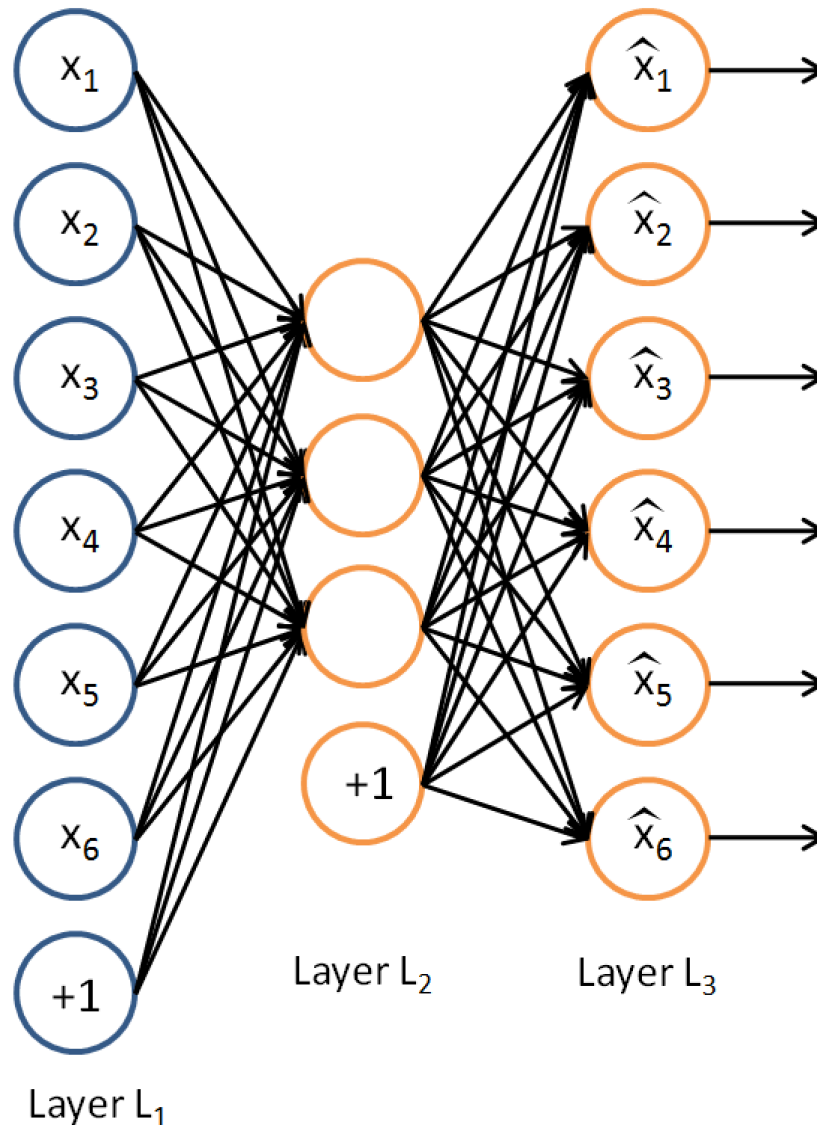 x₁
x₂
x₃
x₄
x₅
x₆
+1
Layer L₁
+1
Layer L₂
x̂₁
x̂₂
x̂₃
x̂₄
x̂₅
x̂₆
Layer L₃